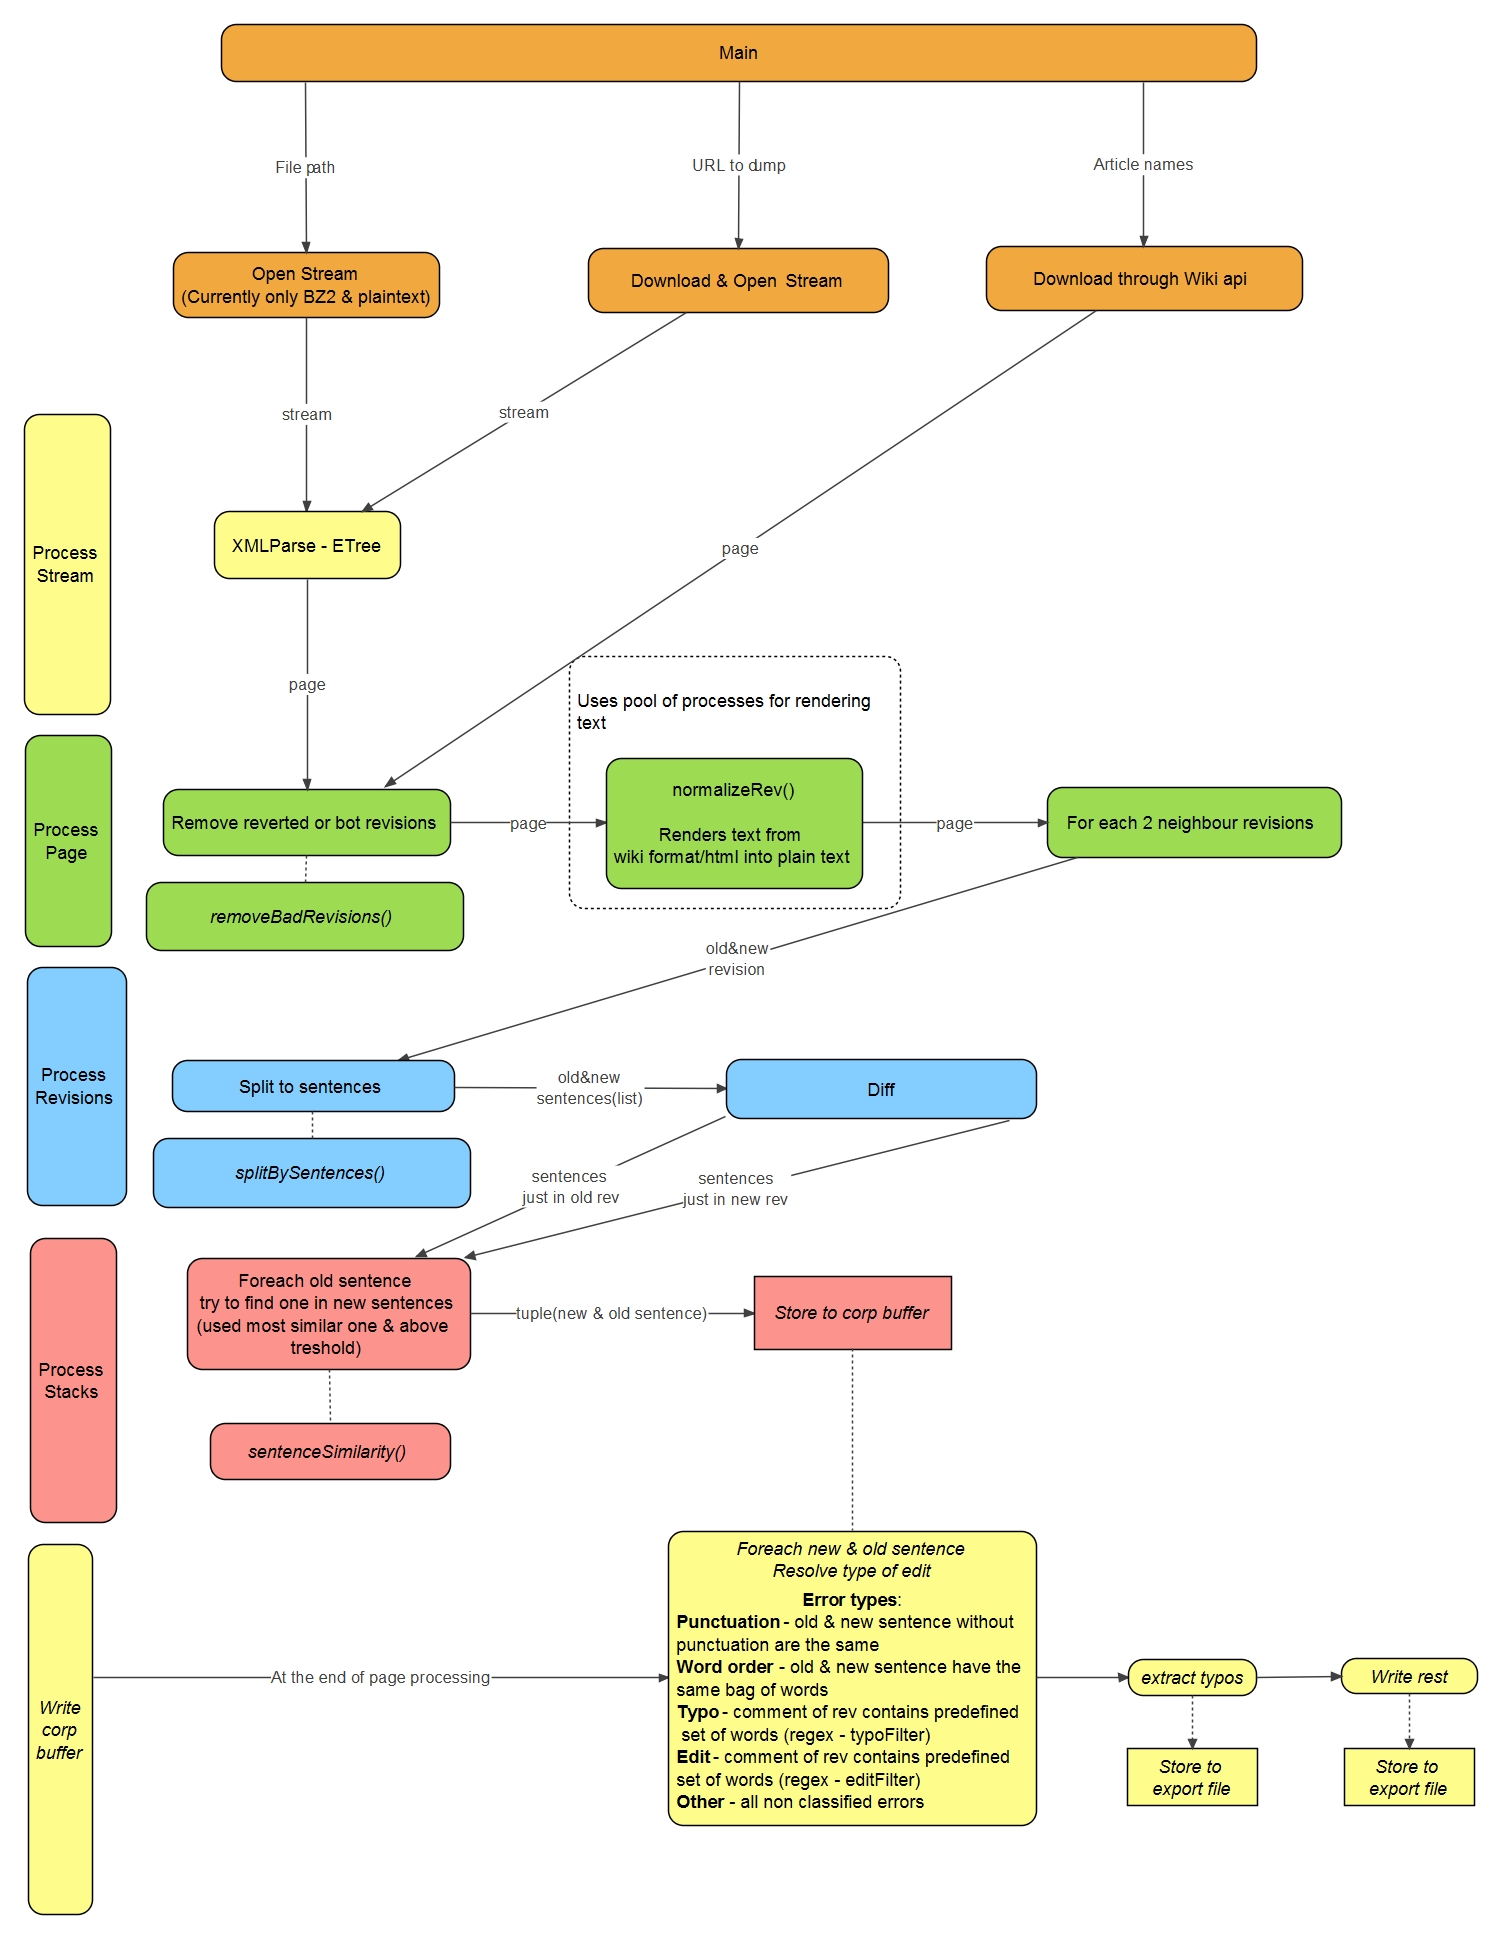 Main
File path
URL to dump
Article names
Open Stream
(Currently only BZ2 & plaintext)
Download & Open Stream
Download through Wiki api
stream
stream
Process
Stream
XMLParse - ETree
page
page
Uses pool of processes for rendering
text
Process
Page
Remove reverted or bot revisions
page
normalizeRev()
Renders text from
wiki format/html into plain text
page
For each 2 neighbour revisions
removeBadRevisions()
old&new
revision
Process
Revisions
Split to sentences
old&new
sentences(list)
Diff
splitBySentences()
sentences
just in old rev
sentences
just in new rev
Process
Stacks
Foreach old sentence
try to find one in new sentences
(used most similar one & above
treshold)
tuple(new & old sentence)
Store to corp buffer
sentenceSimilarity()
Write
corp
buffer
At the end of page processing
Foreach new & old sentence
Resolve type of edit
Error types:
Punctuation - old & new sentence without
punctuation are the same
Word order - old & new sentence have the
same bag of words
Typo - comment of rev contains predefined
set of words (regex - typoFilter)
Edit - comment of rev contains predefined
set of words (regex - editFilter)
Other - all non classified errors
extract typos
Write rest
Store to
export file
Store to
export file